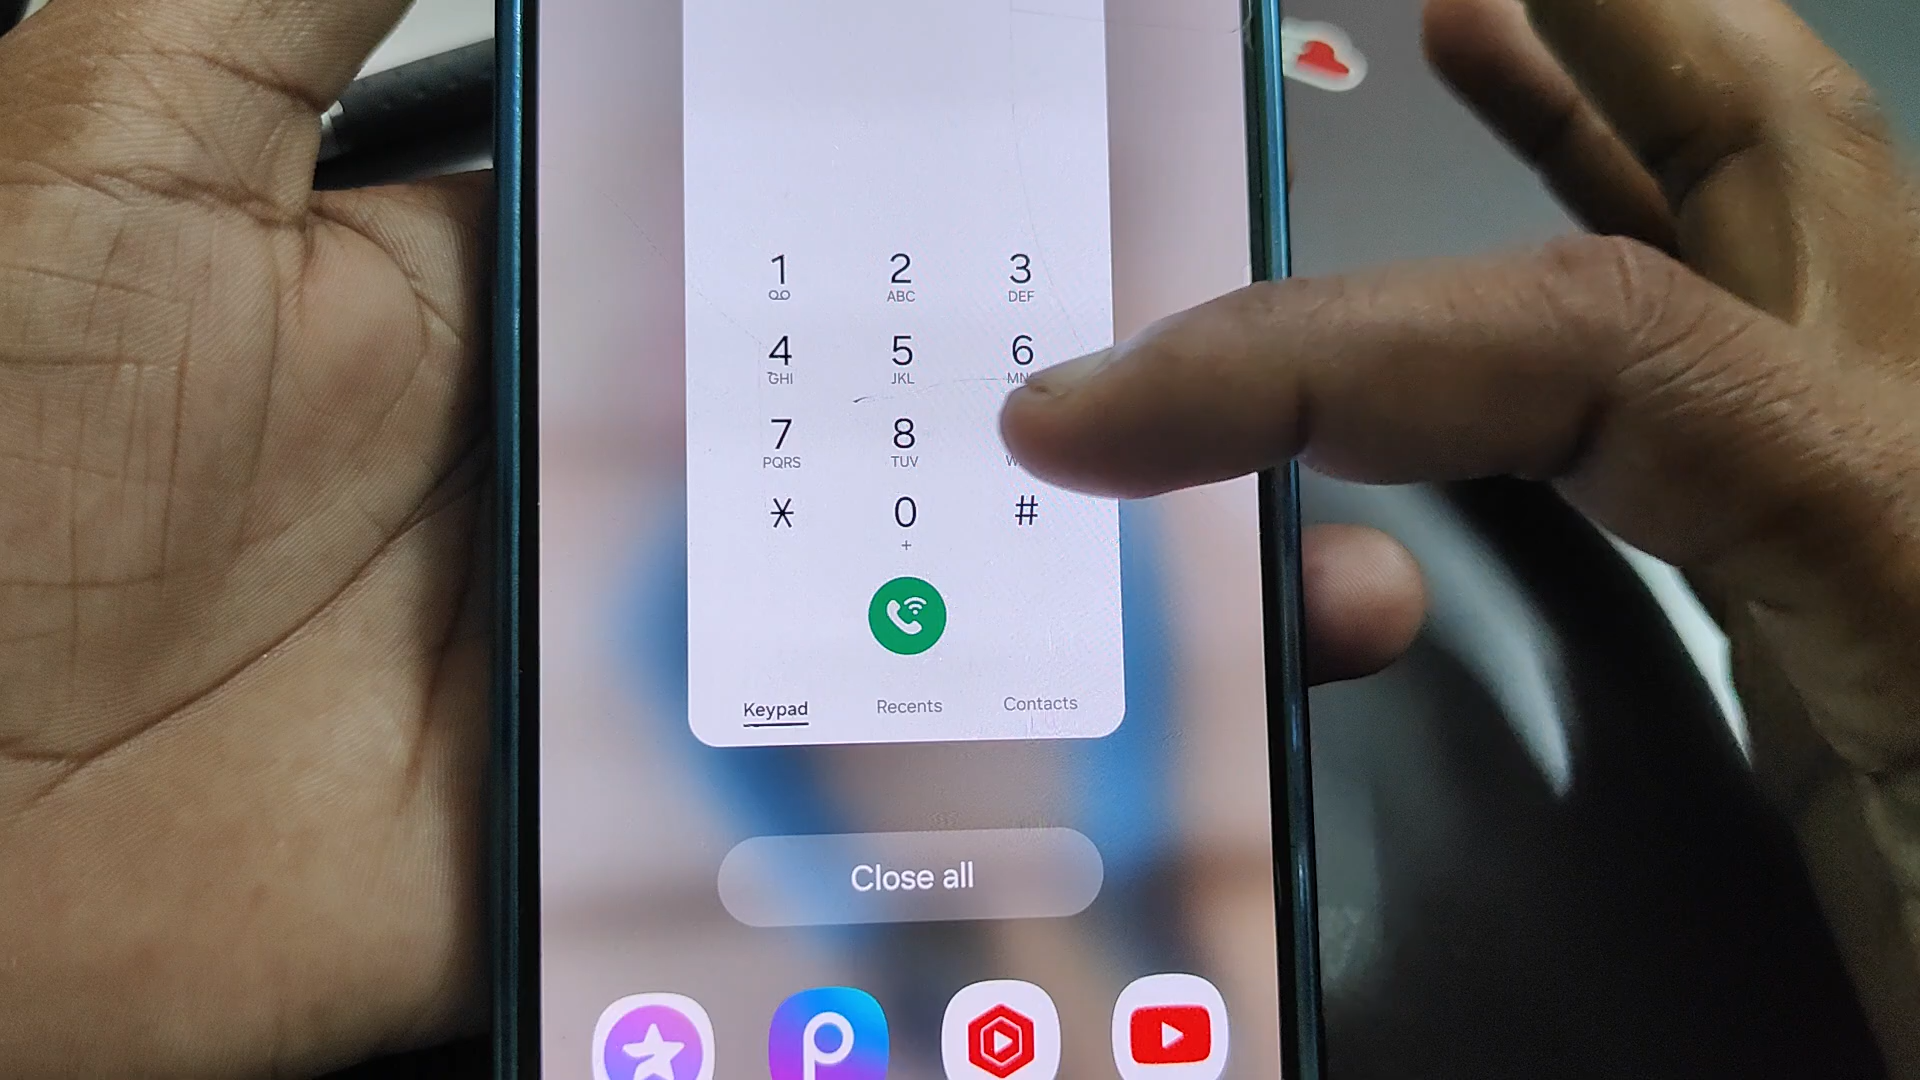 1 2 3
ABC DEF
4 5 6
GHI JKL MN
7 8
PQRS TUV W
* 0 #
+
Keypad Recents Contacts
Close all